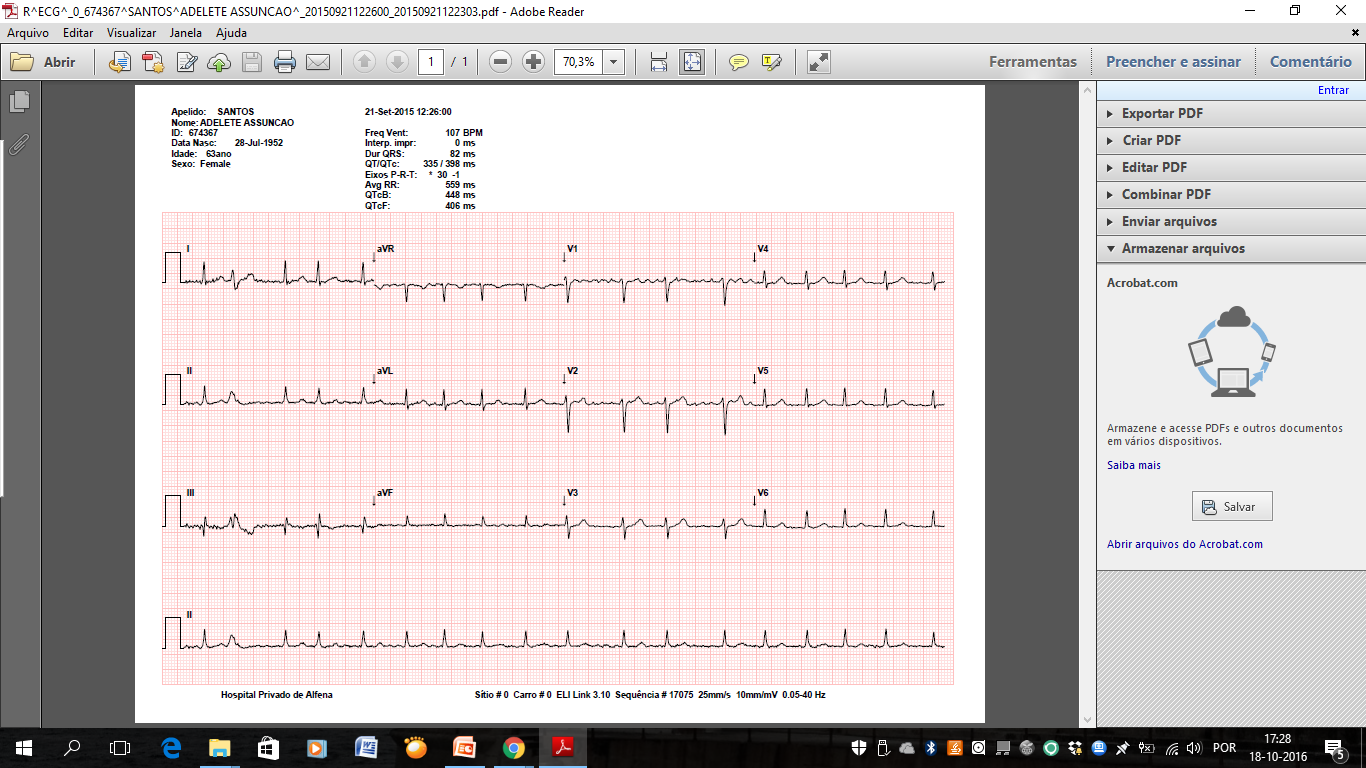 R^ECG^_0_674367^SANTOS^ADELETE ASSUNCAO^_20150921122600_20150921122303.pdf - Adobe Reader
Arquivo Editar Visualizar Janela Ajuda
Abrir 1 / 1 70,3% Ferramentas Preencher e assinar Comentário
Entrar
Exportar PDF
Criar PDF
Editar PDF
Combinar PDF
Enviar arquivos
Armazenar arquivos
Acrobat.com
Armazene e acesse PDFs e outros documentos
em vários dispositivos.
Saiba mais
Salvar
Abrir arquivos do Acrobat.com
Apelido: SANTOS
Nome: ADELETE ASSUNCAO
ID: 674367
Data Nasc: 28-Jul-1952
Idade: 63ano
Sexo: Female
21-Set-2015 12:26:00
Freq Vent: 107 BPM
Interp. impr: 0 ms
Dur QRS: 82 ms
QT/QTc: 335 / 398 ms
Eixos P-R-T: * 30 -1
Avg RR: 559 ms
QTcB: 448 ms
QTcF: 406 ms
I aVR V1 V4
II aVL V2 V5
III aVF V3 V6
II
Hospital Privado de Alfena Sítio # 0 Carro # 0 ELI Link 3.10 Sequência # 17075 25mm/s 10mm/mV 0.05-40 Hz
POR 17:28
18-10-2016 5